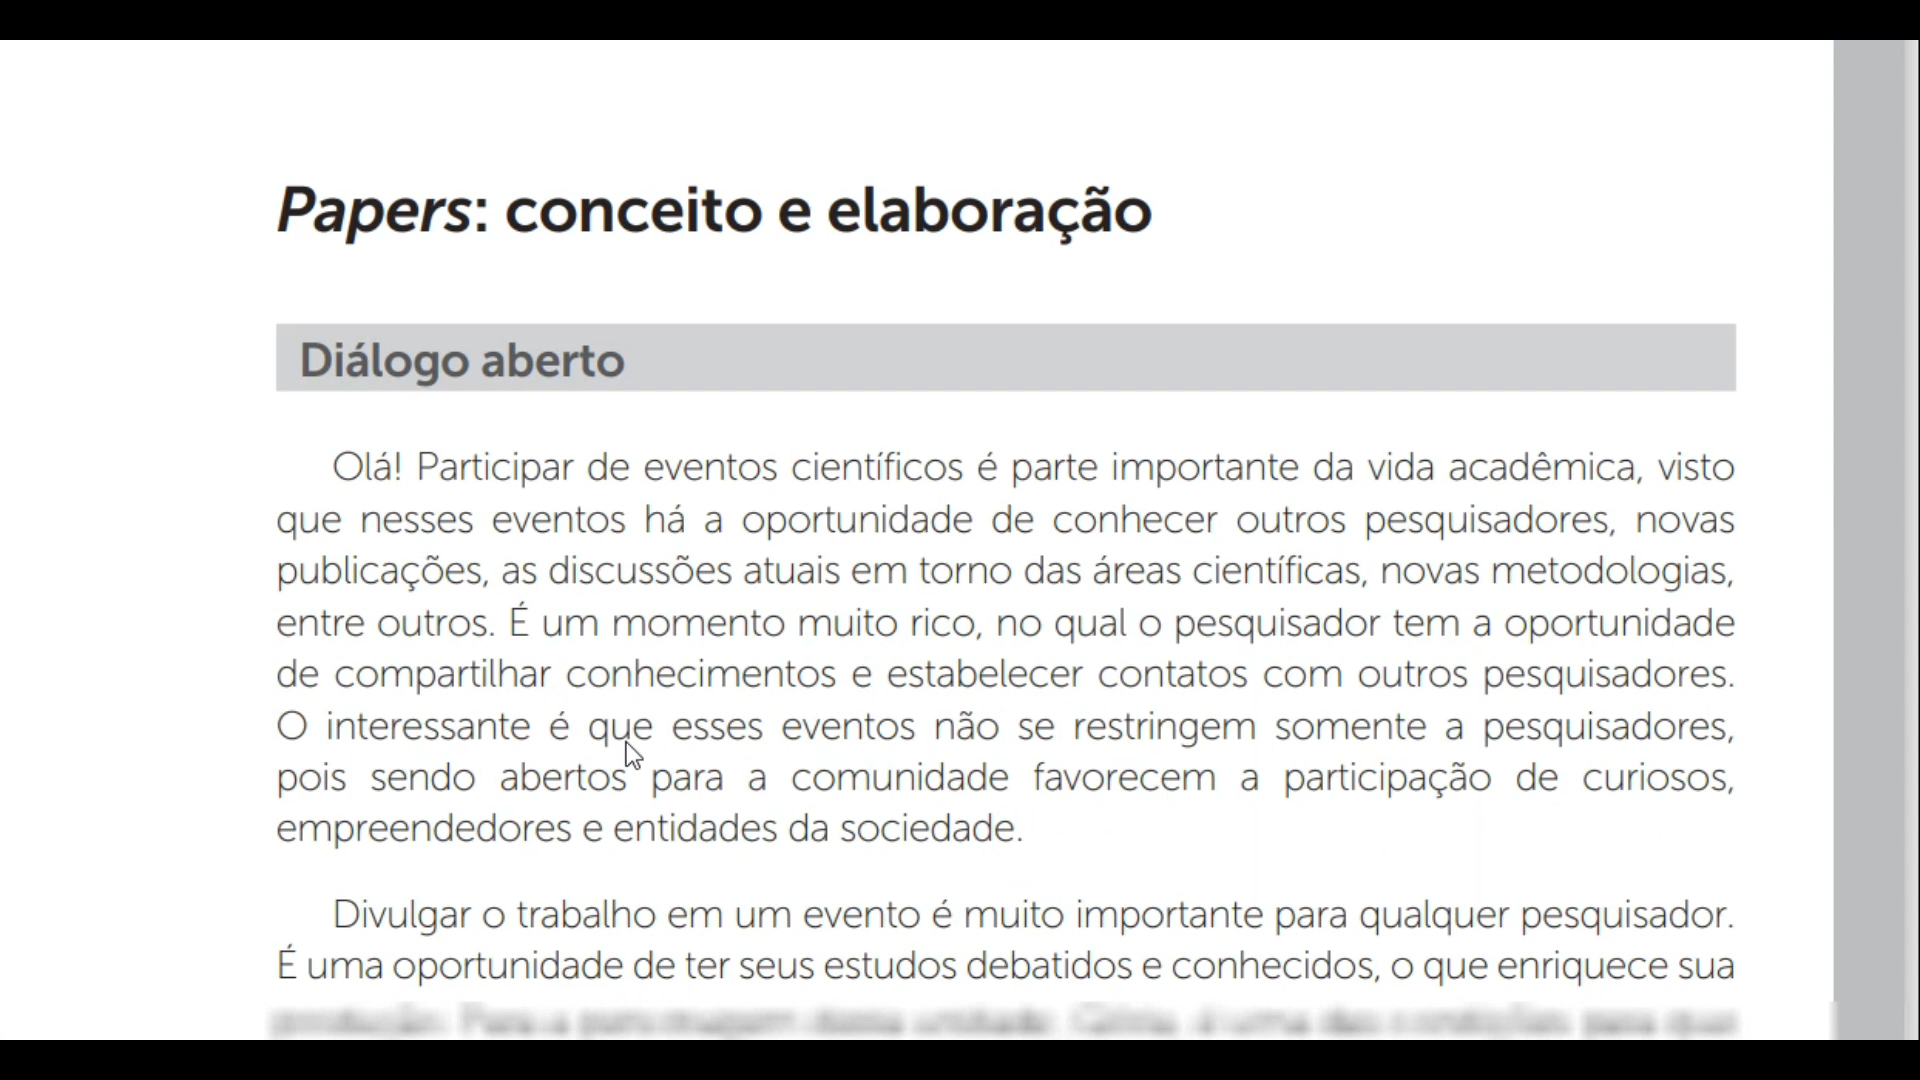 Papers: conceito e elaboração
Diálogo aberto
Olá! Participar de eventos científicos é parte importante da vida acadêmica, visto
que nesses eventos há a oportunidade de conhecer outros pesquisadores, novas
publicações, as discussões atuais em torno das áreas científicas, novas metodologias,
entre outros. É um momento muito rico, no qual o pesquisador tem a oportunidade
de compartilhar conhecimentos e estabelecer contatos com outros pesquisadores.
O interessante é que esses eventos não se restringem somente a pesquisadores,
pois sendo abertos para a comunidade favorecem a participação de curiosos,
empreendedores e entidades da sociedade.
Divulgar o trabalho em um evento é muito importante para qualquer pesquisador.
É uma oportunidade de ter seus estudos debatidos e conhecidos, o que enriquece sua